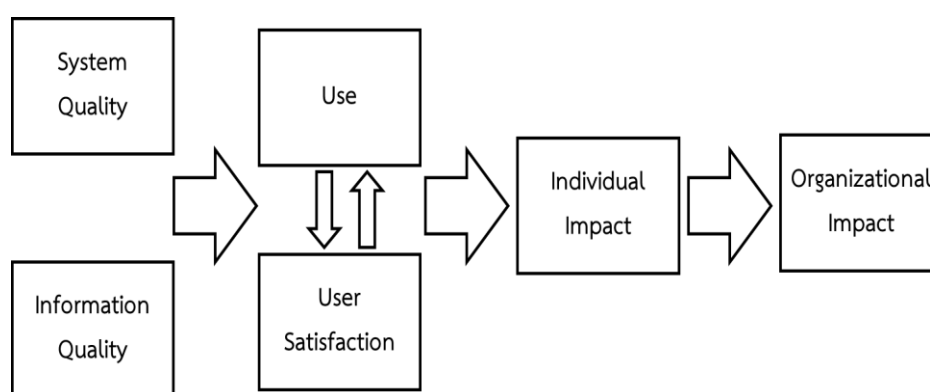 System
Quality
Use
Individual
Impact
Organizational
Impact
Information
Quality
User
Satisfaction